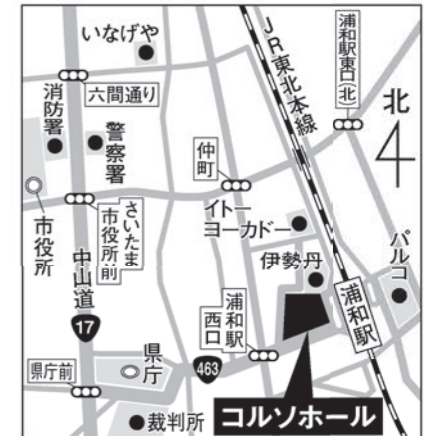 いなげや
JR東北本線
浦和駅東口(北)
六間通り
消防署
警察署
北
仲町
市役所
さいたま
市役所前
イトー
ヨーカドー
パルコ
伊勢丹
中山道
17
浦和駅
西口
浦和駅
県庁前
県庁
463
裁判所
コルソホール